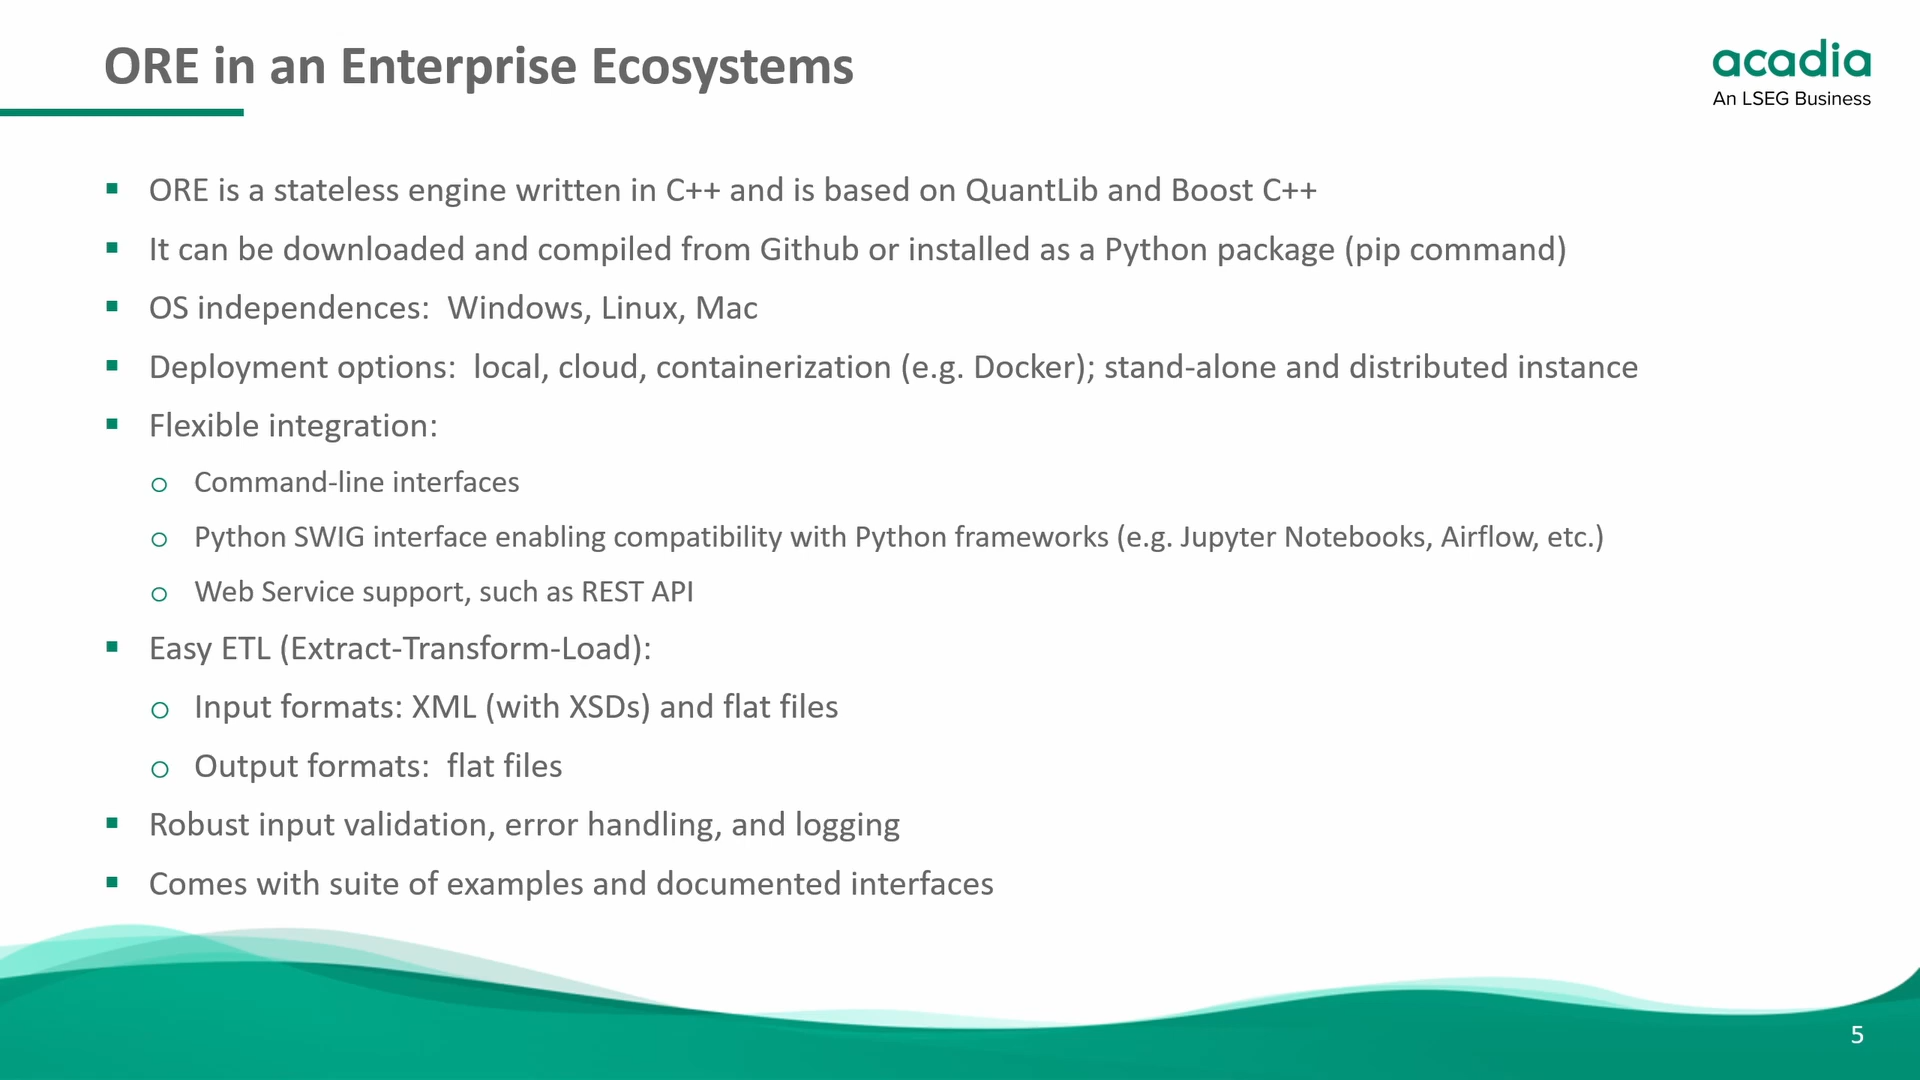 ORE in an Enterprise Ecosystems
acadia
An LSEG Business
▪ ORE is a stateless engine written in C++ and is based on QuantLib and Boost C++
▪ It can be downloaded and compiled from Github or installed as a Python package (pip command)
▪ OS independences:  Windows, Linux, Mac
▪ Deployment options:  local, cloud, containerization (e.g. Docker); stand-alone and distributed instance
▪ Flexible integration:
o Command-line interfaces
o Python SWIG interface enabling compatibility with Python frameworks (e.g. Jupyter Notebooks, Airflow, etc.)
o Web Service support, such as REST API
▪ Easy ETL (Extract-Transform-Load):
o Input formats: XML (with XSDs) and flat files
o Output formats:  flat files
▪ Robust input validation, error handling, and logging
▪ Comes with suite of examples and documented interfaces
5